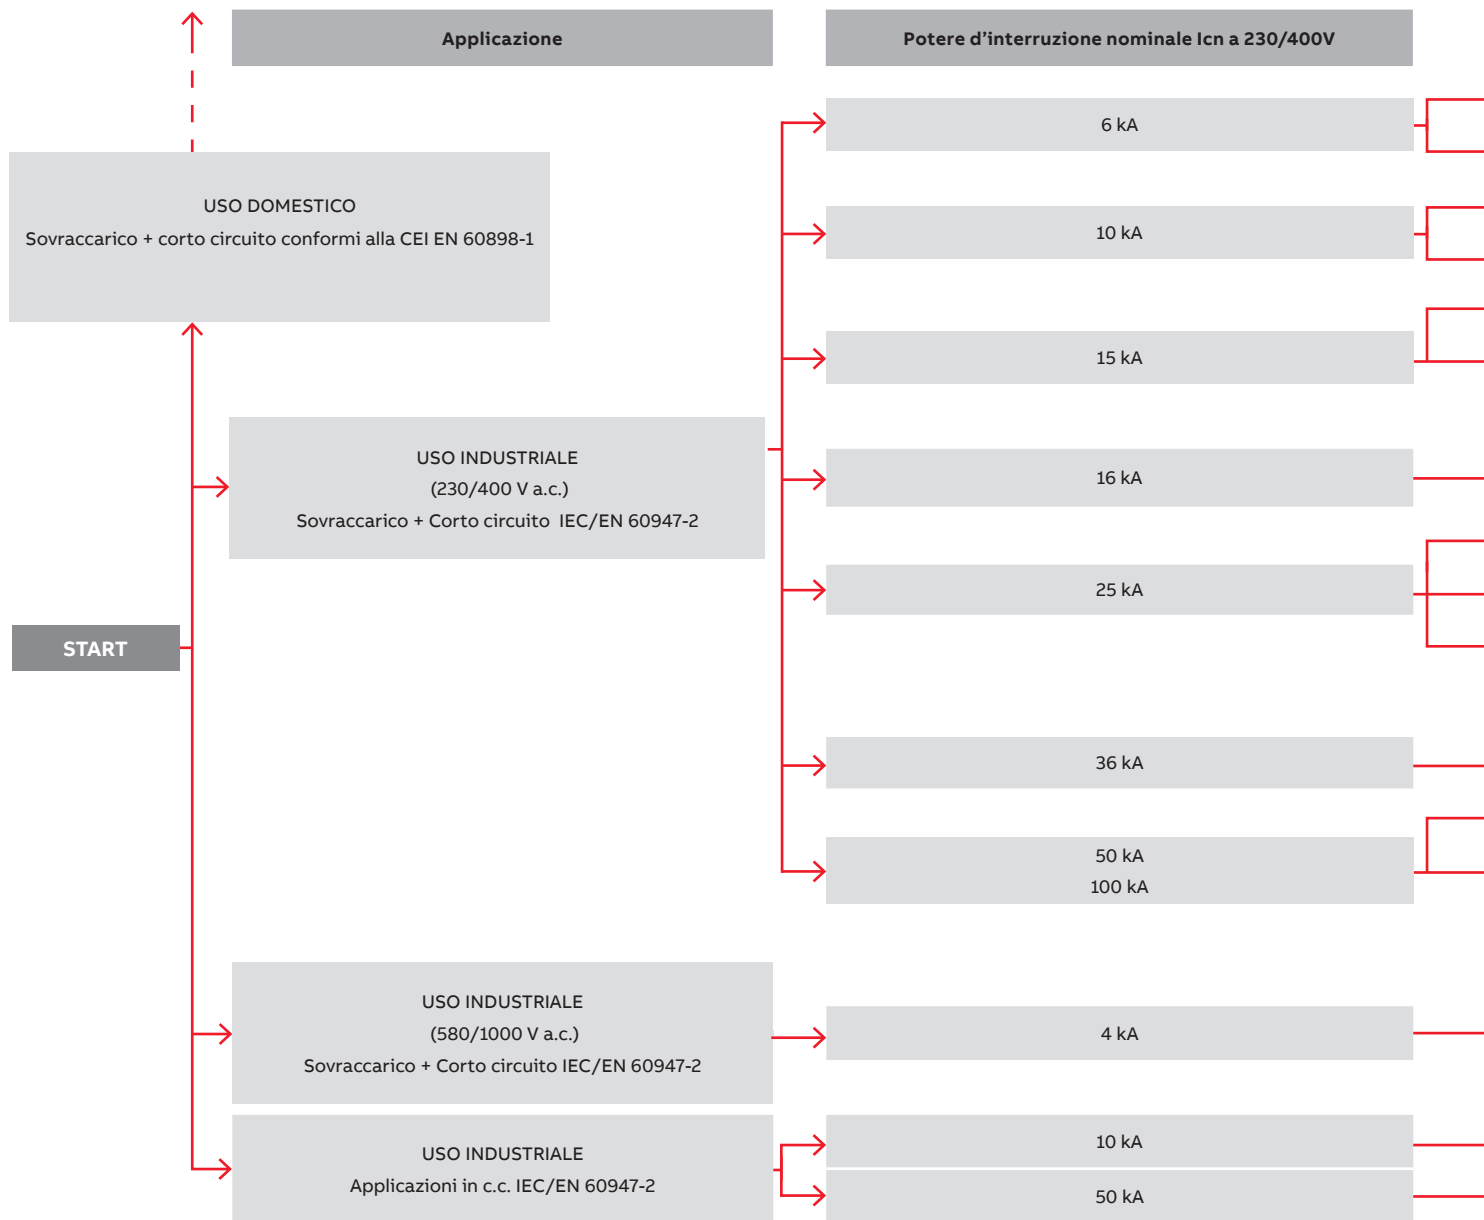 Applicazione
Potere d'interruzione nominale Icn a 230/400V
USO DOMESTICO
Sovraccarico + corto circuito conformi alla CEI EN 60898-1
6 kA
10 kA
15 kA
USO INDUSTRIALE
(230/400 V a.c.)
Sovraccarico + Corto circuito IEC/EN 60947-2
16 kA
25 kA
START
36 kA
50 kA
100 kA
USO INDUSTRIALE
(580/1000 V a.c.)
Sovraccarico + Corto circuito IEC/EN 60947-2
4 kA
USO INDUSTRIALE
Applicazioni in c.c. IEC/EN 60947-2
10 kA
50 kA